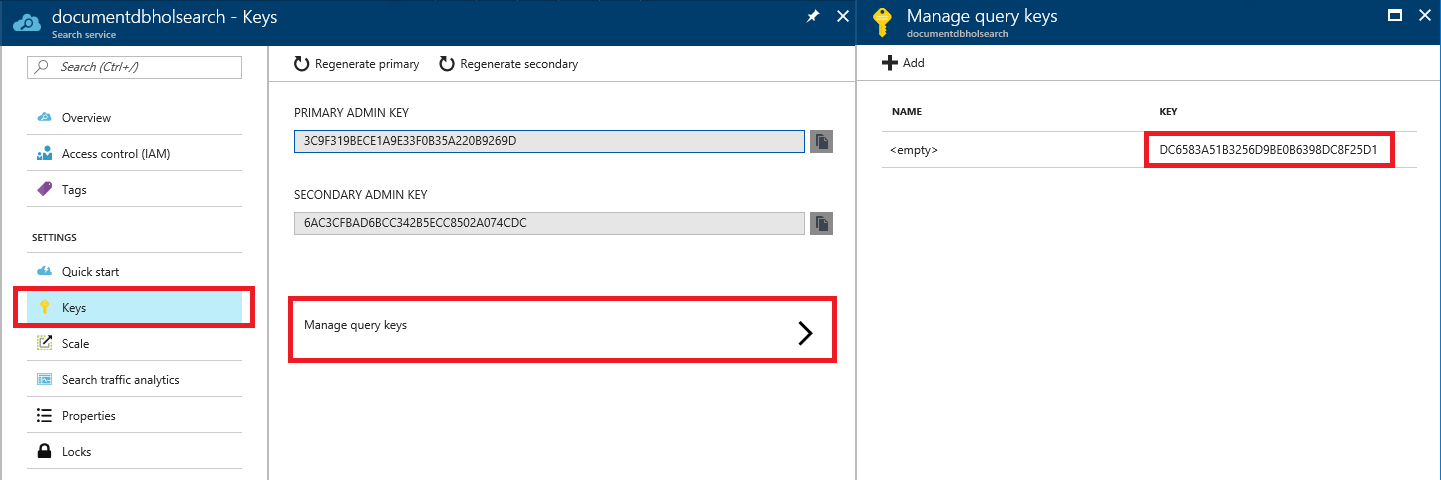 documentdbholsearch - Keys
Search service
Search (Ctrl+/)
Overview
Access control (IAM)
Tags
SETTINGS
Quick start
Keys
Scale
Search traffic analytics
Properties
Locks
Regenerate primary
Regenerate secondary
PRIMARY ADMIN KEY
3C9F319BECE1A9E33F0B35A220B9269D
SECONDARY ADMIN KEY
6AC3CFBAD6BCC342B5ECC8502A074CDC
Manage query keys
Manage query keys
documentdbholsearch
Add
NAME KEY
<empty> DC6583A51B3256D9BE0B6398DC8F25D1